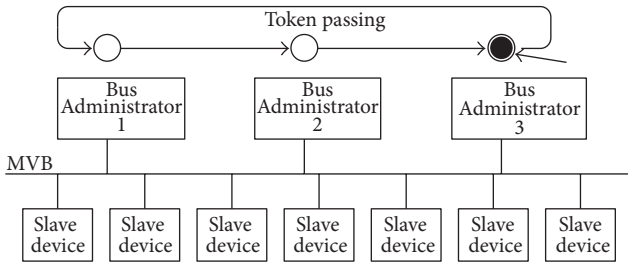 Token passing
Bus
Administrator
1
Bus
Administrator
2
Bus
Administrator
3
MVB
Slave
device
Slave
device
Slave
device
Slave
device
Slave
device
Slave
device
Slave
device